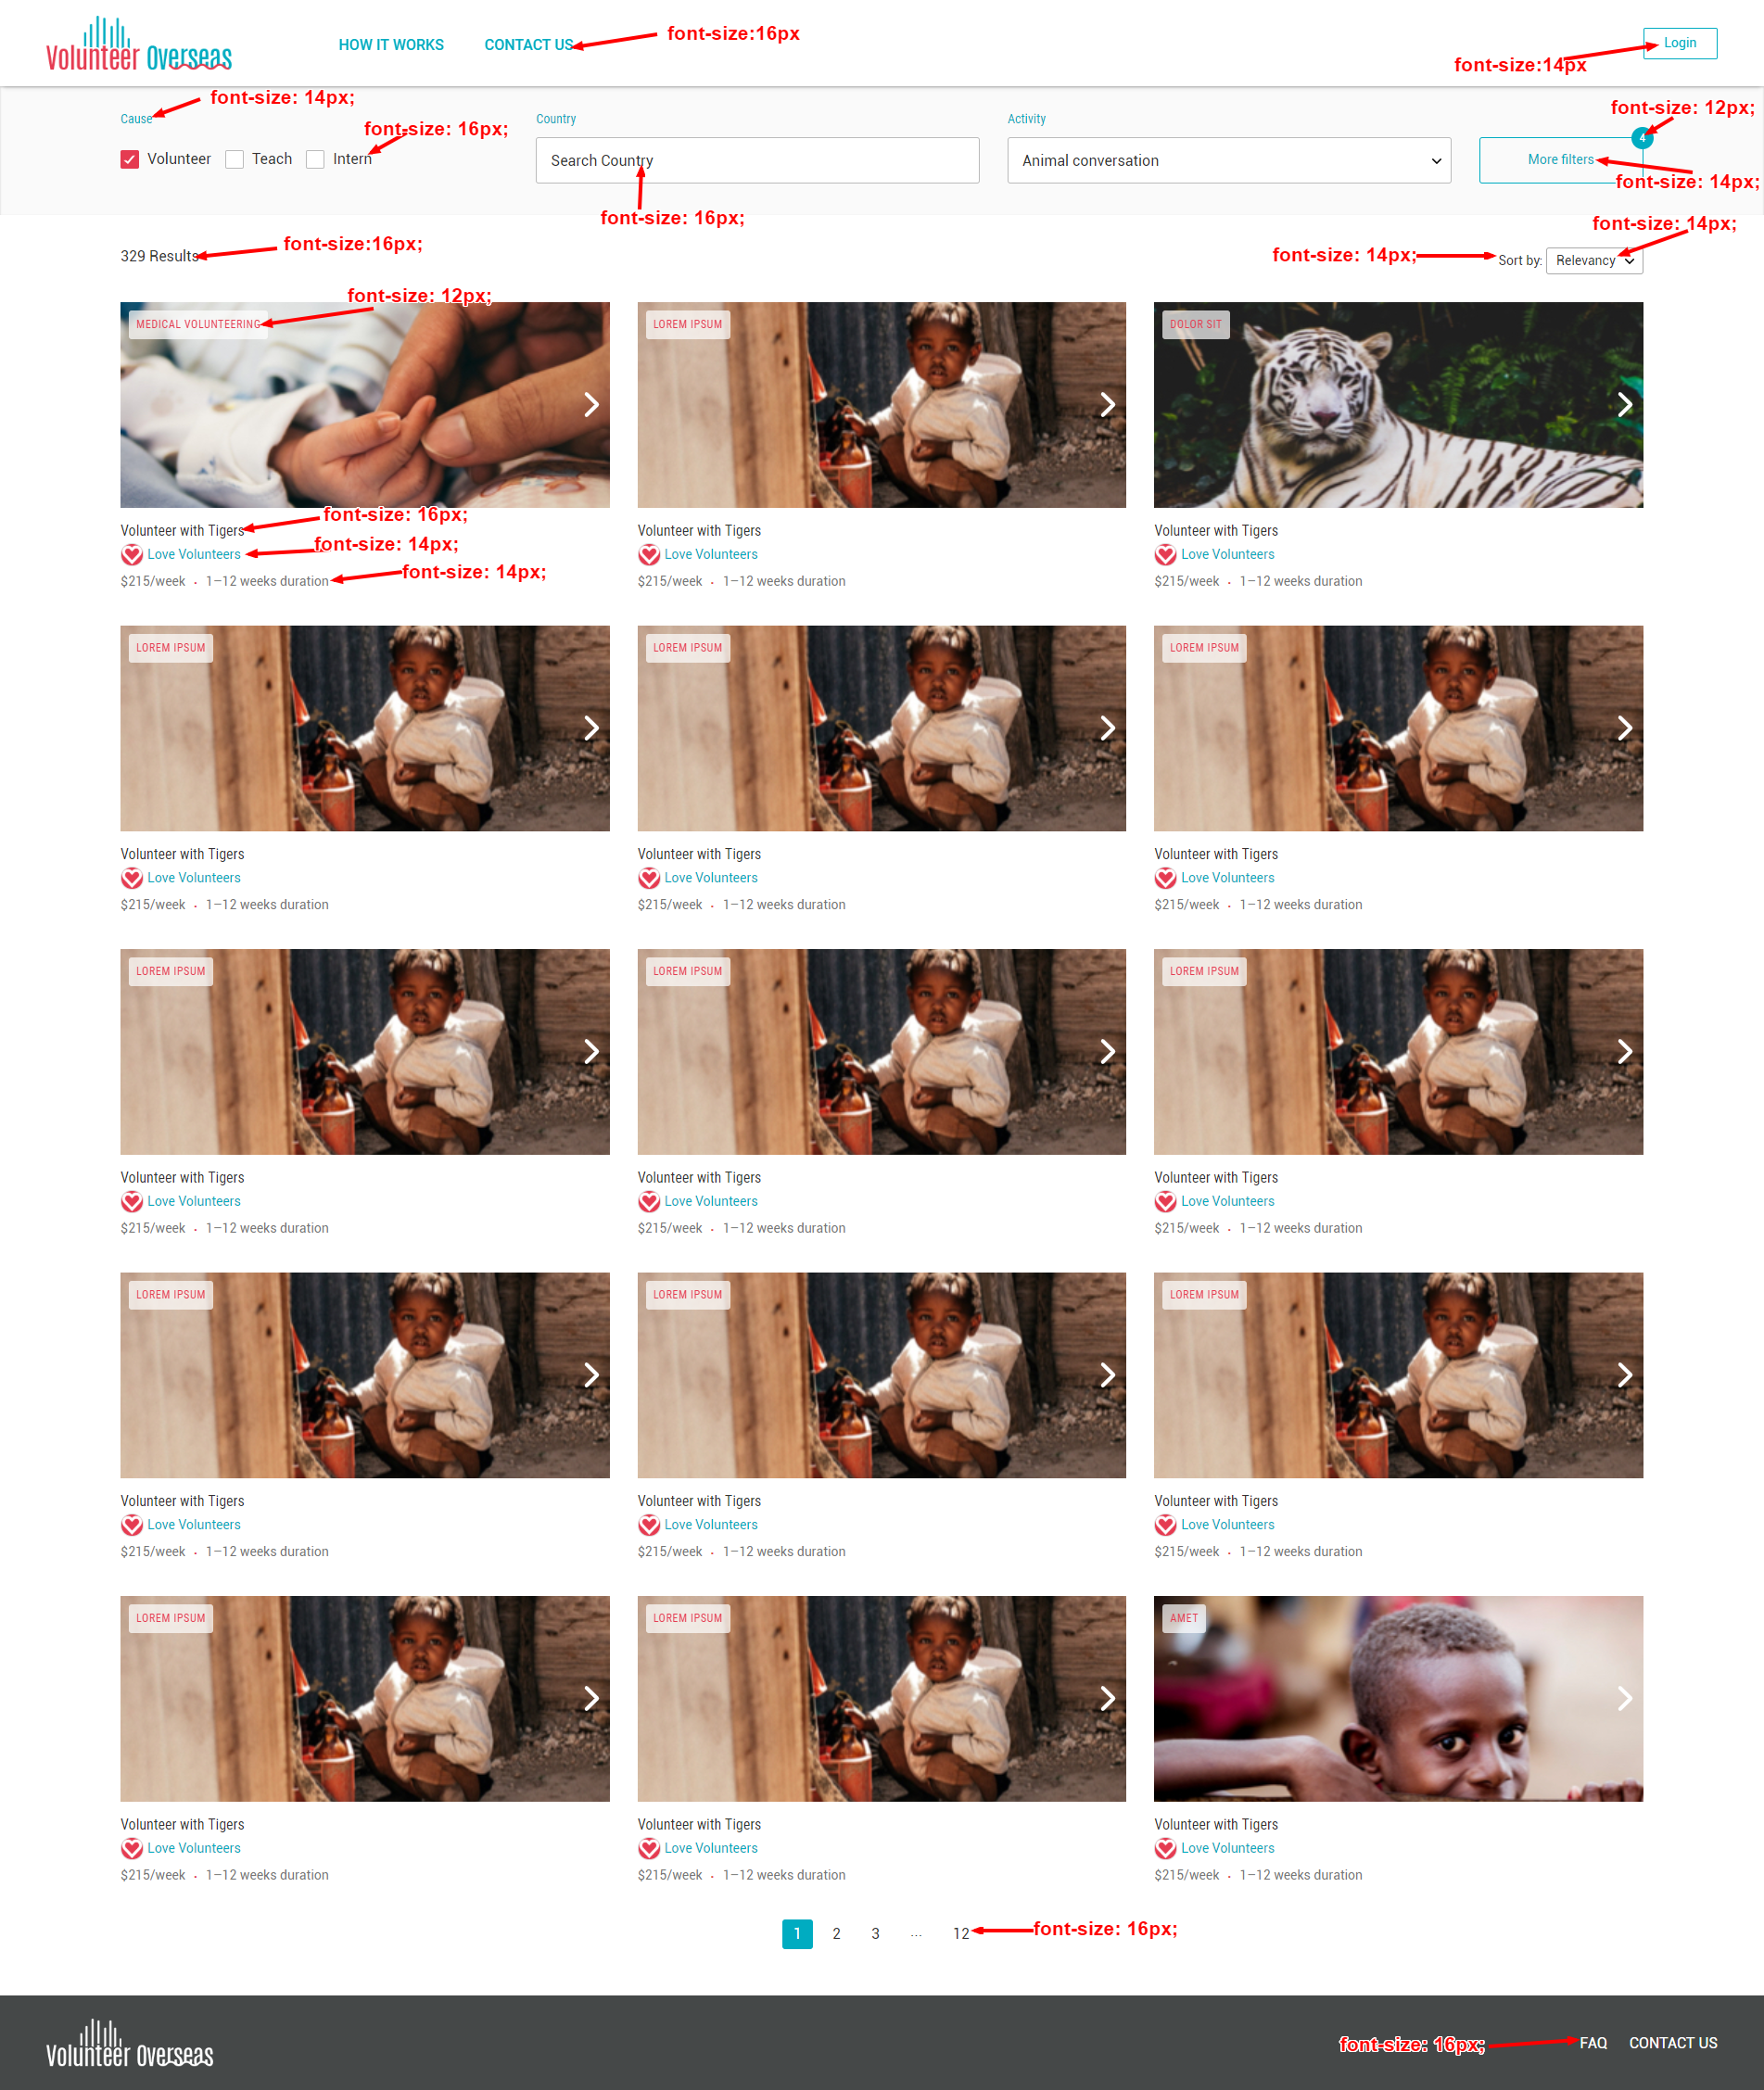 Volunteer Overseas
HOW IT WORKS CONTACT US font-size:16px
Login
font-size:14px
font-size: 14px;
Cause
Country
Activity
font-size: 12px;
4
font-size: 16px;
Volunteer Teach Intern
Search Country
Animal conversation
More filters
font-size: 14px;
font-size: 16px;
font-size: 14px;
329 Results
font-size:16px;
font-size: 14px;
Sort by: Relevancy
font-size: 12px;
MEDICAL VOLUNTEERING
LOREM IPSUM
DOLOR SIT
Volunteer with Tigers font-size: 16px;
Volunteer with Tigers
Volunteer with Tigers
Love Volunteers font-size: 14px;
Love Volunteers
Love Volunteers
$215/week · 1–12 weeks duration font-size: 14px;
$215/week · 1–12 weeks duration
$215/week · 1–12 weeks duration
LOREM IPSUM
LOREM IPSUM
LOREM IPSUM
Volunteer with Tigers
Volunteer with Tigers
Volunteer with Tigers
Love Volunteers
Love Volunteers
Love Volunteers
$215/week · 1–12 weeks duration
$215/week · 1–12 weeks duration
$215/week · 1–12 weeks duration
LOREM IPSUM
LOREM IPSUM
LOREM IPSUM
Volunteer with Tigers
Volunteer with Tigers
Volunteer with Tigers
Love Volunteers
Love Volunteers
Love Volunteers
$215/week · 1–12 weeks duration
$215/week · 1–12 weeks duration
$215/week · 1–12 weeks duration
LOREM IPSUM
LOREM IPSUM
LOREM IPSUM
Volunteer with Tigers
Volunteer with Tigers
Volunteer with Tigers
Love Volunteers
Love Volunteers
Love Volunteers
$215/week · 1–12 weeks duration
$215/week · 1–12 weeks duration
$215/week · 1–12 weeks duration
LOREM IPSUM
LOREM IPSUM
AMET
Volunteer with Tigers
Volunteer with Tigers
Volunteer with Tigers
Love Volunteers
Love Volunteers
Love Volunteers
$215/week · 1–12 weeks duration
$215/week · 1–12 weeks duration
$215/week · 1–12 weeks duration
1 2 3 ... 12 font-size: 16px;
Volunteer Overseas
font-size: 16px; FAQ CONTACT US